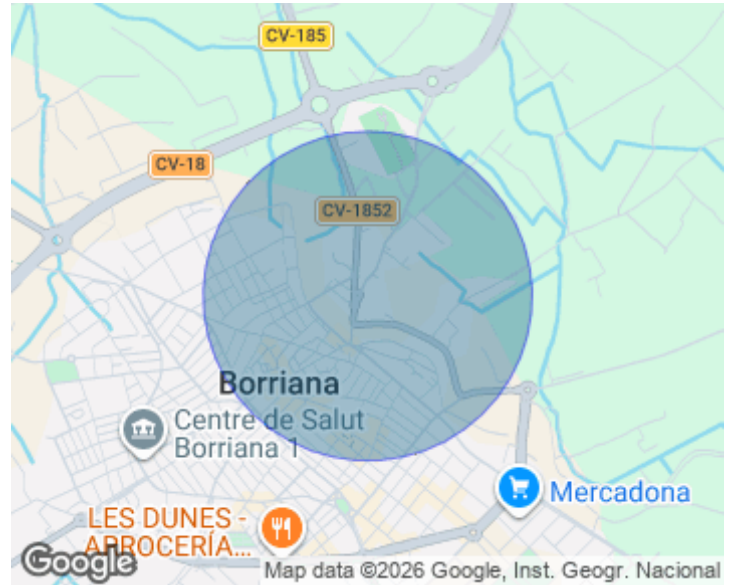 CV-185
CV-18
CV-1852
Borriana
Centre de Salut
Borriana 1
Mercadona
LES DUNES -
ARROCERÍA...
Google
Map data ©2026 Google, Inst. Geogr. Nacional